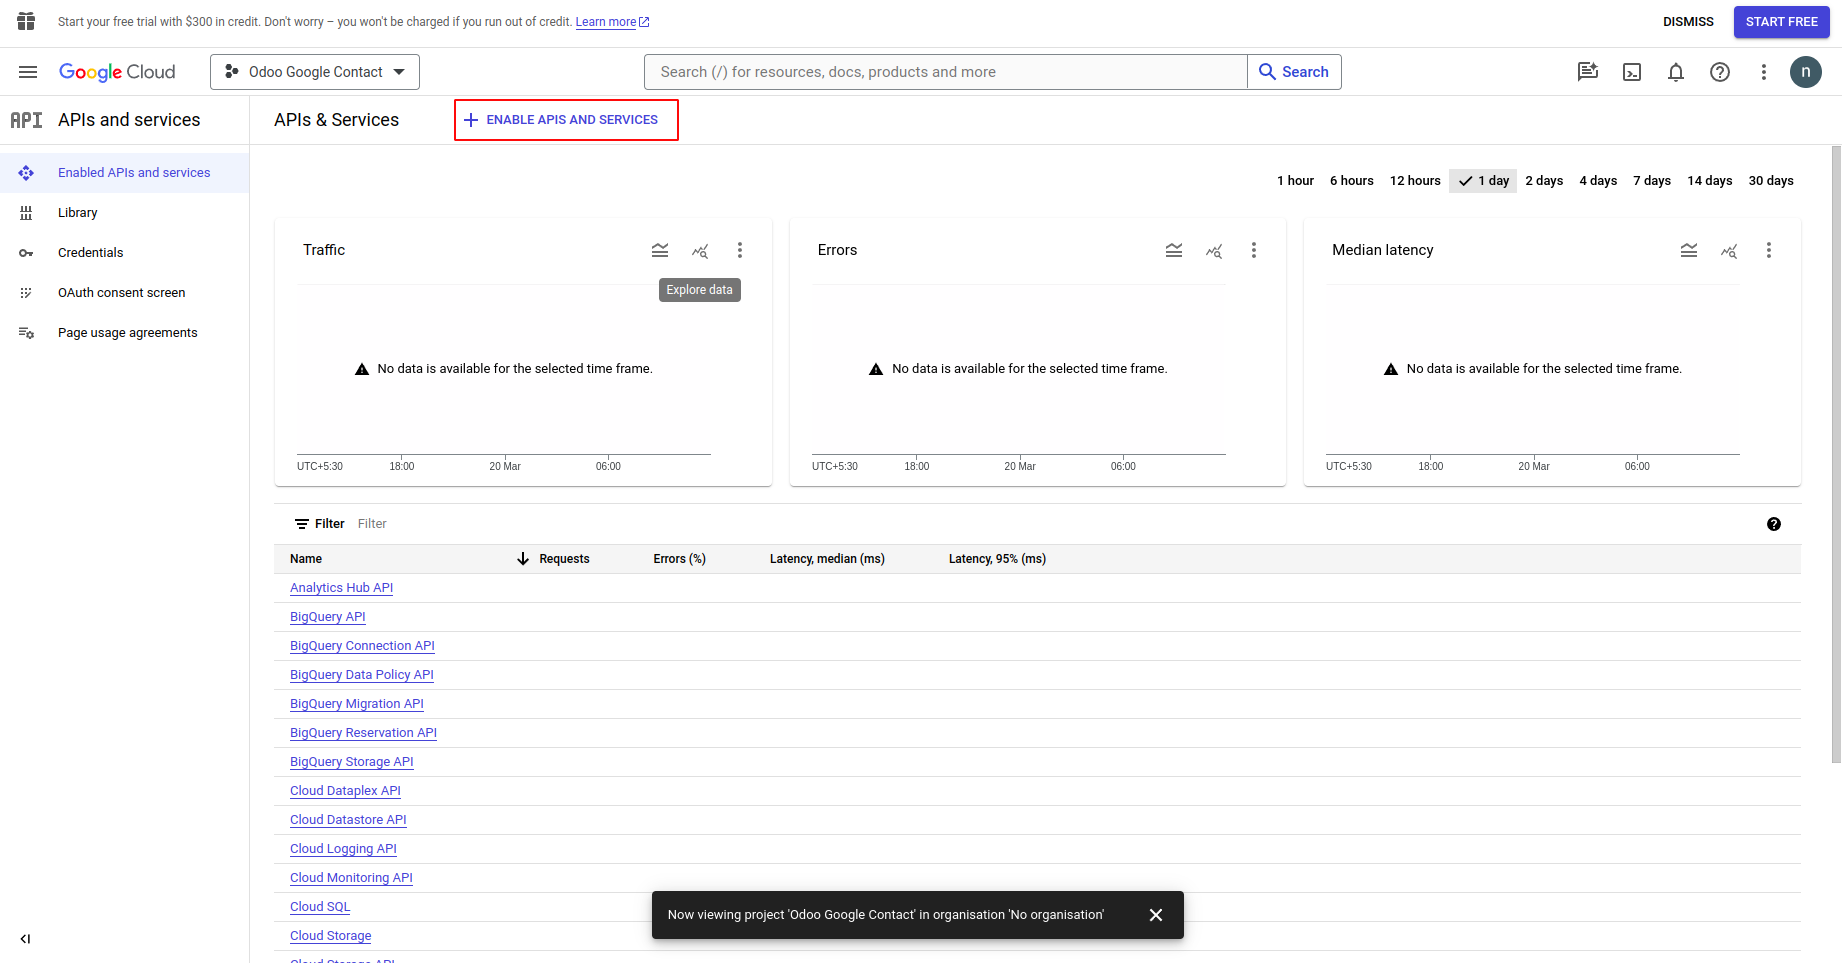 Start your free trial with $300 in credit. Don't worry – you won't be charged if you run out of credit. Learn more
DISMISS
START FREE
Google Cloud
Odoo Google Contact
Search (/) for resources, docs, products and more
Search
n
API
APIs and services
APIs & Services
ENABLE APIS AND SERVICES
Enabled APIs and services
Library
Credentials
OAuth consent screen
Page usage agreements
1 hour 6 hours 12 hours 1 day 2 days 4 days 7 days 14 days 30 days
Traffic
Explore data
No data is available for the selected time frame.
UTC+5:30 18:00 20 Mar 06:00
Errors
No data is available for the selected time frame.
UTC+5:30 18:00 20 Mar 06:00
Median latency
No data is available for the selected time frame.
UTC+5:30 18:00 20 Mar 06:00
Filter Filter
Name Requests Errors (%) Latency, median (ms) Latency, 95% (ms)
Analytics Hub API
BigQuery API
BigQuery Connection API
BigQuery Data Policy API
BigQuery Migration API
BigQuery Reservation API
BigQuery Storage API
Cloud Dataplex API
Cloud Datastore API
Cloud Logging API
Cloud Monitoring API
Cloud SQL
Cloud Storage
Cloud Storage API
Now viewing project 'Odoo Google Contact' in organisation 'No organisation'